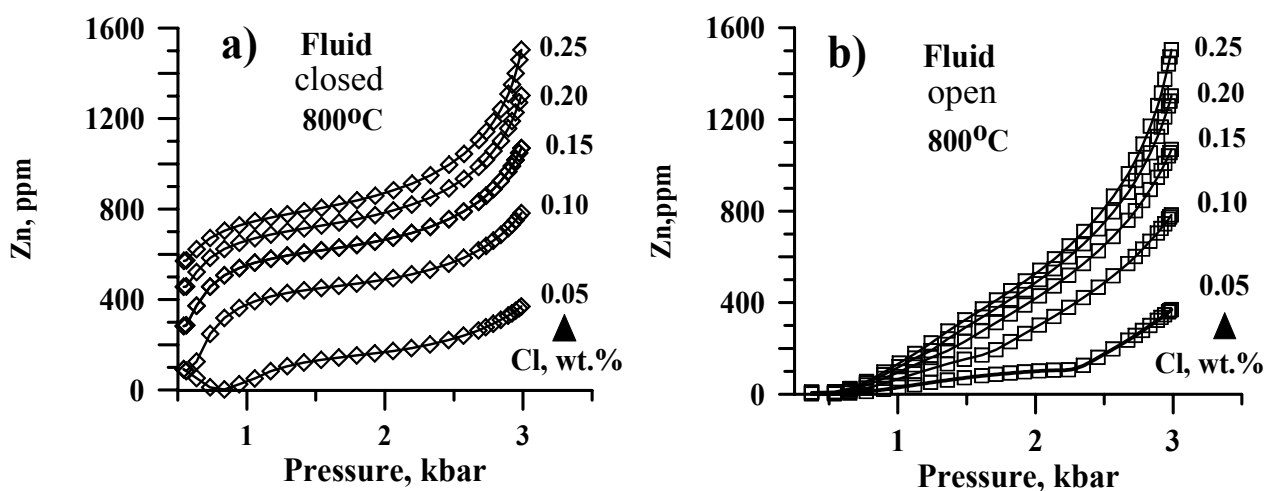 a)
Fluid
closed
800ºC
1600
1200
800
400
0
Zn, ppm
0.25
0.20
0.15
0.10
0.05
Cl, wt.%
1 2 3
Pressure, kbar
b)
Fluid
open
800⁰C
1600
1200
800
400
0
Zn,ppm
0.25
0.20
0.15
0.10
0.05
Cl, wt.%
1 2 3
Pressure, kbar